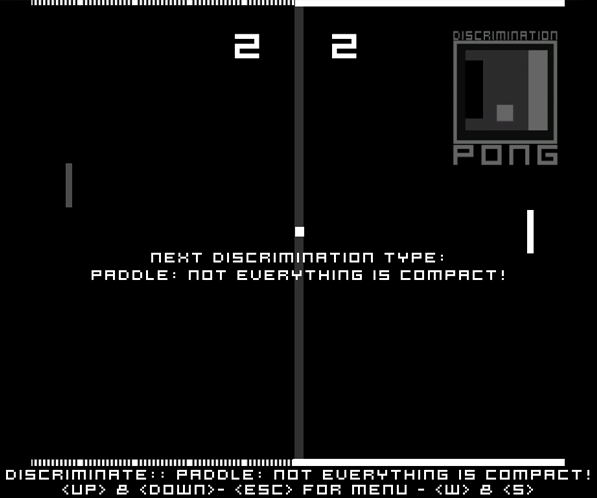 2 2
DISCRIMINATION
PONG
NEXT DISCRIMINATION TYPE:
PADDLE: NOT EVERYTHING IS COMPACT!
DISCRIMINATE:: PADDLE: NOT EVERYTHING IS COMPACT!
<UP> & <DOWN>- <ESC> FOR MENU - <W> & <S>